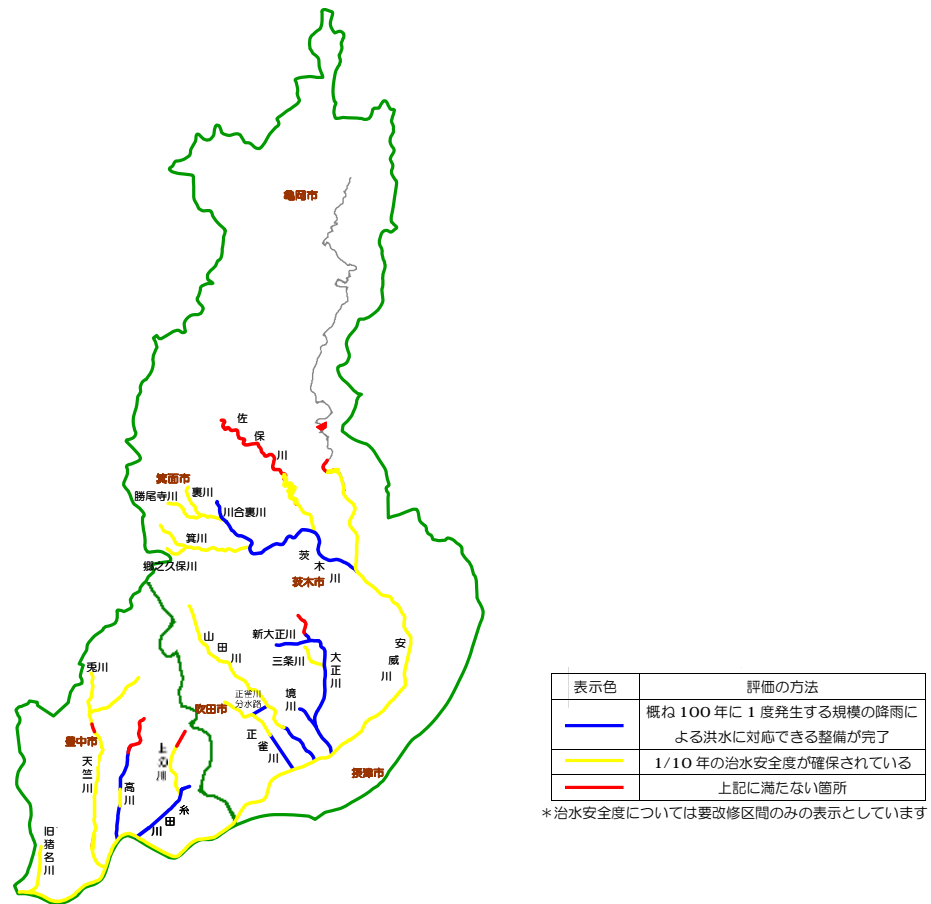 亀岡市
佐保川
箕面市
勝尾寺川
裏川
川合裏川
箕川
郷之久保川
茨木川
茨木市
山田川
新大正川
三条川
大正川
安威川
正雀川
分水路
境川
吹田市
正雀川
摂津市
兎川
豊中市
天竺川
高川
上の川
糸田川
旧猪名川
表示色
評価の方法
概ね 100 年に 1 度発生する規模の降雨に
よる洪水に対応できる整備が完了
1/10 年の治水安全度が確保されている
上記に満たない箇所
＊治水安全度については要改修区間のみの表示としています